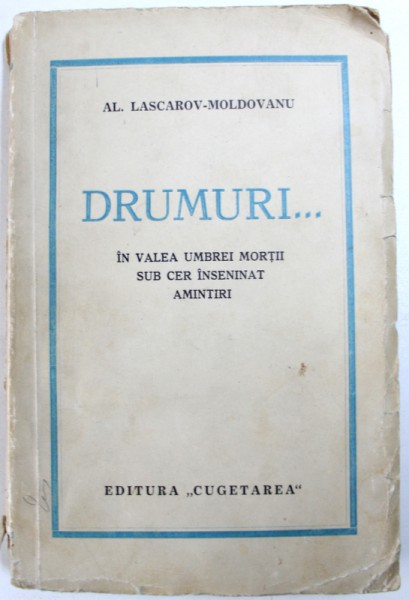 AL. LASCAROV-MOLDOVANU
DRUMURI...
ÎN VALEA UMBREI MORȚII
SUB CER ÎNSENINAT
AMINTIRI
EDITURA „CUGETAREA“